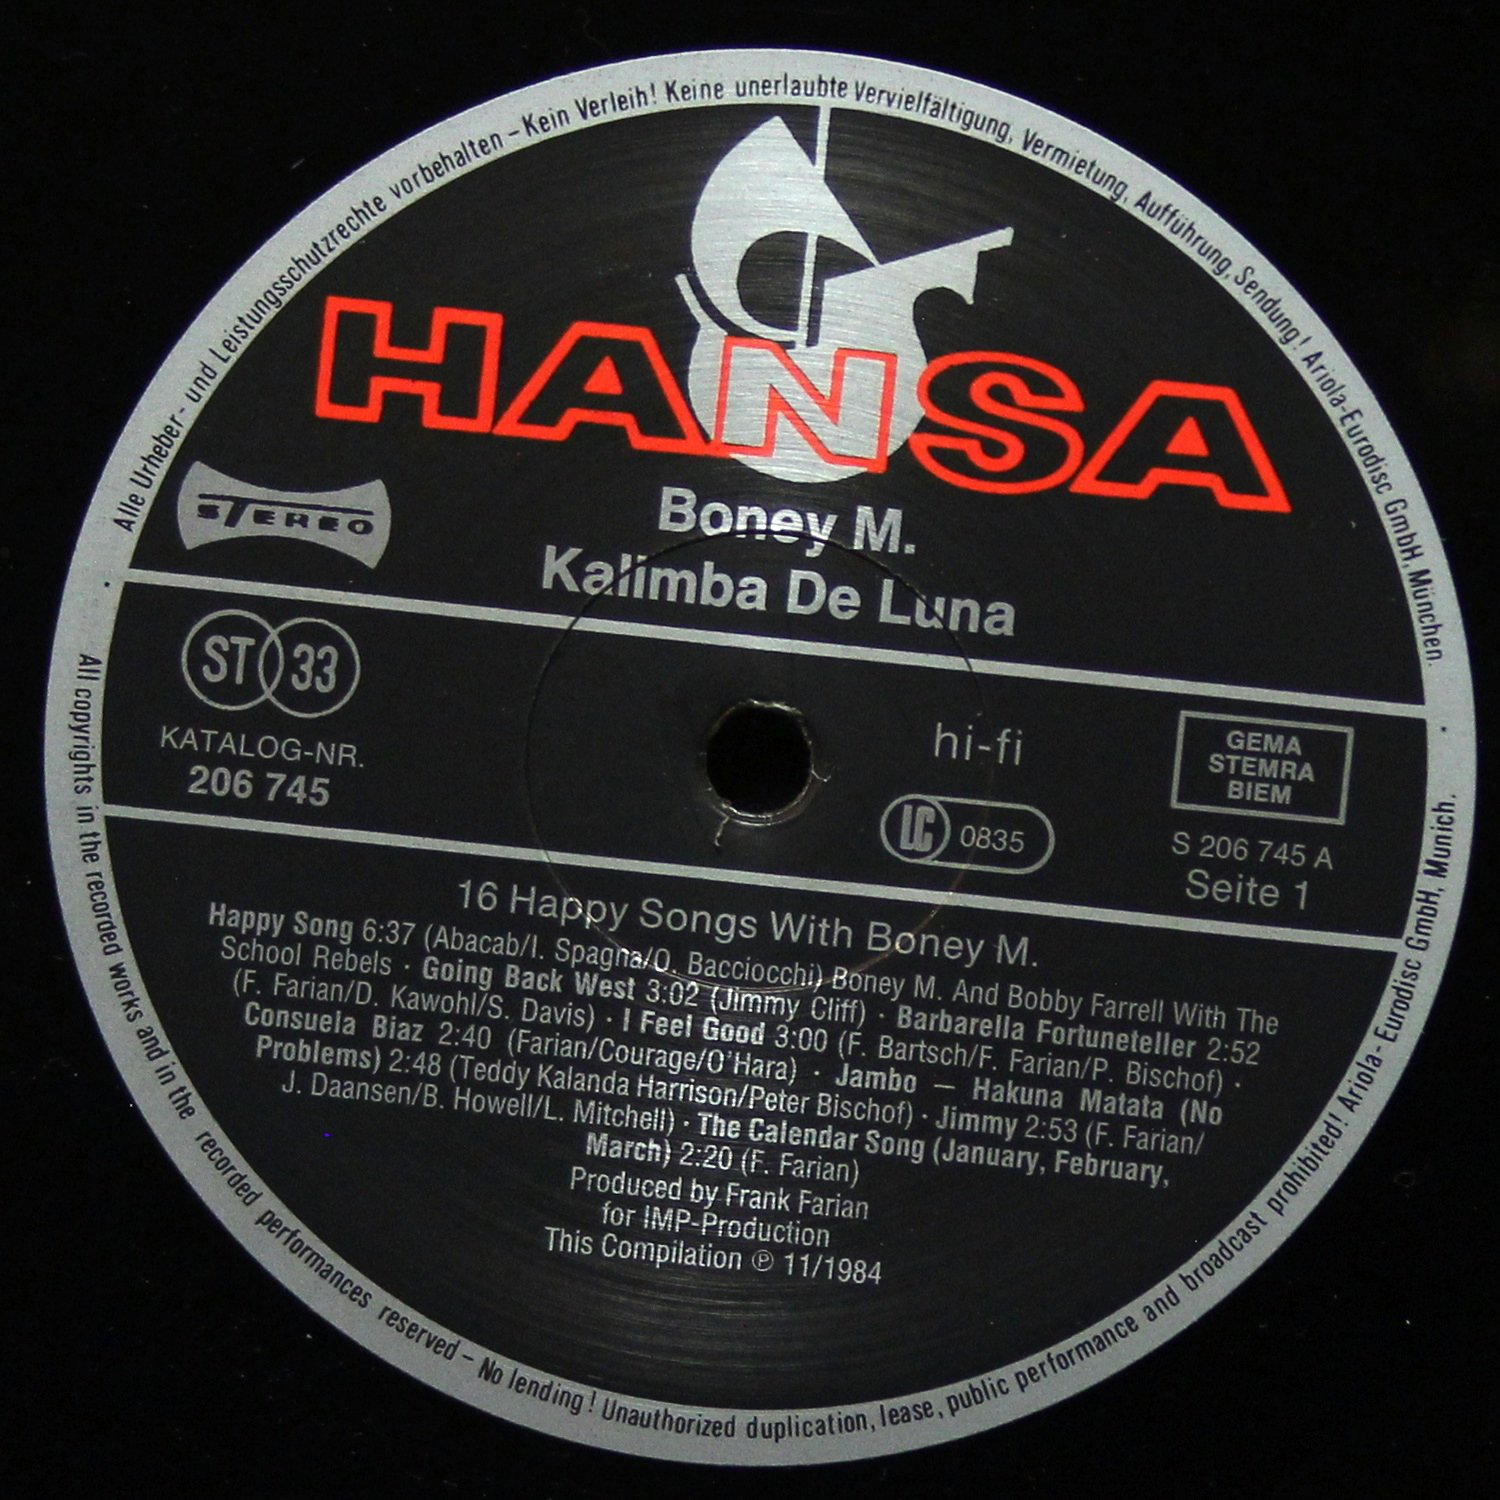 Alle Urheber- und Leistungsschutzrechte vorbehalten – Kein Verleih! Keine unerlaubte Vervielfältigung, Vermietung, Aufführung, Sendung! Ariola-Eurodisc GmbH, München.
HANSA
STEREO
Boney M.
Kalimba De Luna
ST 33
KATALOG-NR.
206 745
hi-fi
LC 0835
GEMA
STEMRA
BIEM
S 206 745 A
Seite 1
16 Happy Songs With Boney M.
Happy Song 6:37 (Abacab/I. Spagna/O. Bacciocchi) Boney M. And Bobby Farrell With The
School Rebels · Going Back West 3:02 (Jimmy Cliff) · Barbarella Fortuneteller 2:52
(F. Farian/D. Kawohl/S. Davis) · I Feel Good 3:00 (F. Bartsch/F. Farian/P. Bischof) ·
Consuela Biaz 2:40 (Farian/Courage/O'Hara) · Jambo – Hakuna Matata (No
Problems) 2:48 (Teddy Kalanda Harrison/Peter Bischof) · Jimmy 2:53 (F. Farian/
J. Daansen/B. Howell/L. Mitchell) · The Calendar Song (January, February,
March) 2:20 (F. Farian)
Produced by Frank Farian
for IMP-Production
This Compilation ℗ 11/1984
All copyrights in the recorded works and in the recorded performances reserved – No lending! Unauthorized duplication, lease, public performance and broadcast prohibited! Ariola-Eurodisc GmbH, Munich.